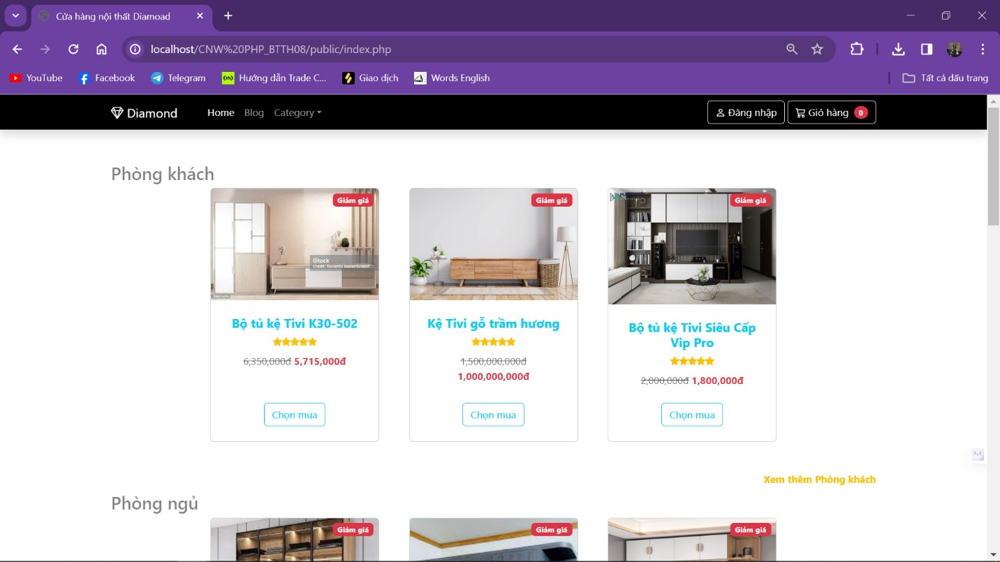 Cửa hàng nội thất Diamoad
localhost/CNW%20PHP_BTTH08/public/index.php
YouTube Facebook Telegram Hướng dẫn Trade C... Giao dịch Words English Tất cả dấu trang
Diamond Home Blog Category Đăng nhập Giỏ hàng 0
Phòng khách
Giảm giá Giảm giá Giảm giá
iStock
Credit: Novamin keawmorakot
Bộ tủ kệ Tivi K30-502
6,350,000đ 5,715,000đ
Chọn mua
Kệ Tivi gỗ trầm hương
1,500,000,000đ
1,000,000,000đ
Chọn mua
Bộ tủ kệ Tivi Siêu Cấp
Vip Pro
2,000,000đ 1,800,000đ
Chọn mua
Xem thêm Phòng khách
Phòng ngủ
Giảm giá Giảm giá Giảm giá